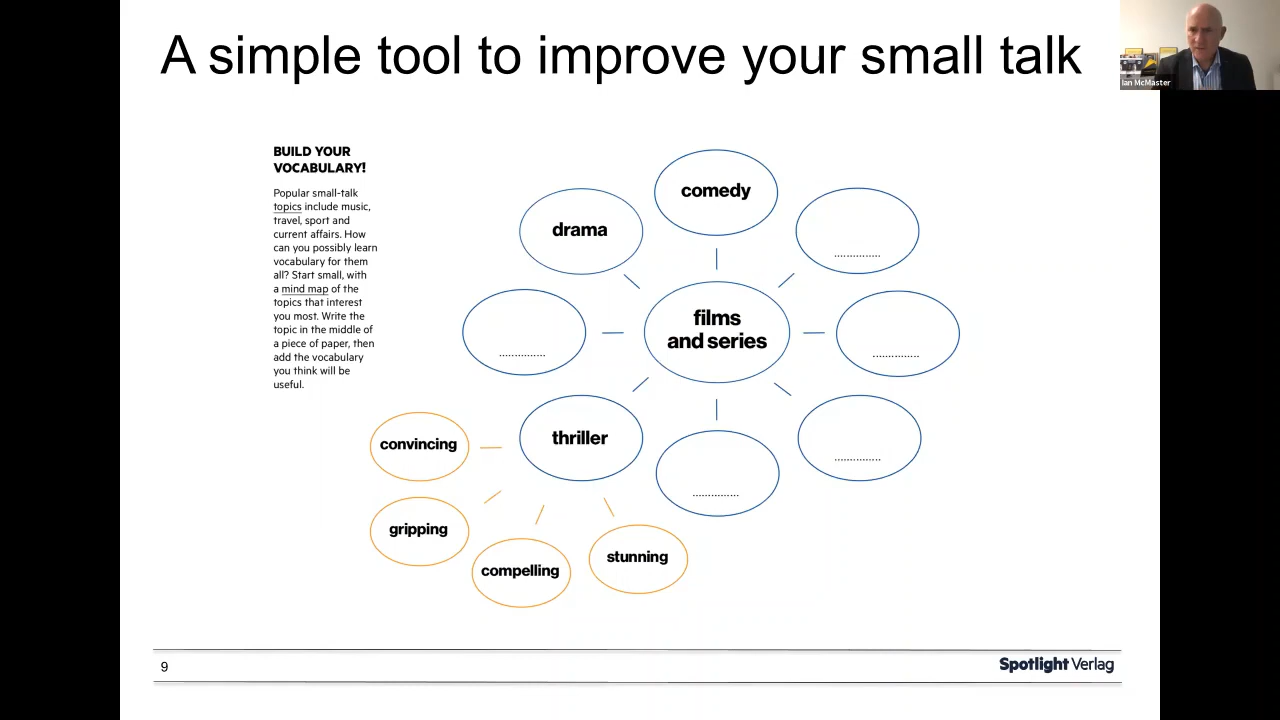 A simple tool to improve your small talk
Ian McMaster
BUILD YOUR
VOCABULARY!
Popular small-talk
topics include music,
travel, sport and
current affairs. How
can you possibly learn
vocabulary for them
all? Start small, with
a mind map of the
topics that interest
you most. Write the
topic in the middle of
a piece of paper, then
add the vocabulary
you think will be
useful.
comedy
drama
..............
films
and series
..............
..............
thriller
..............
..............
convincing
gripping
compelling
stunning
9
Spotlight Verlag